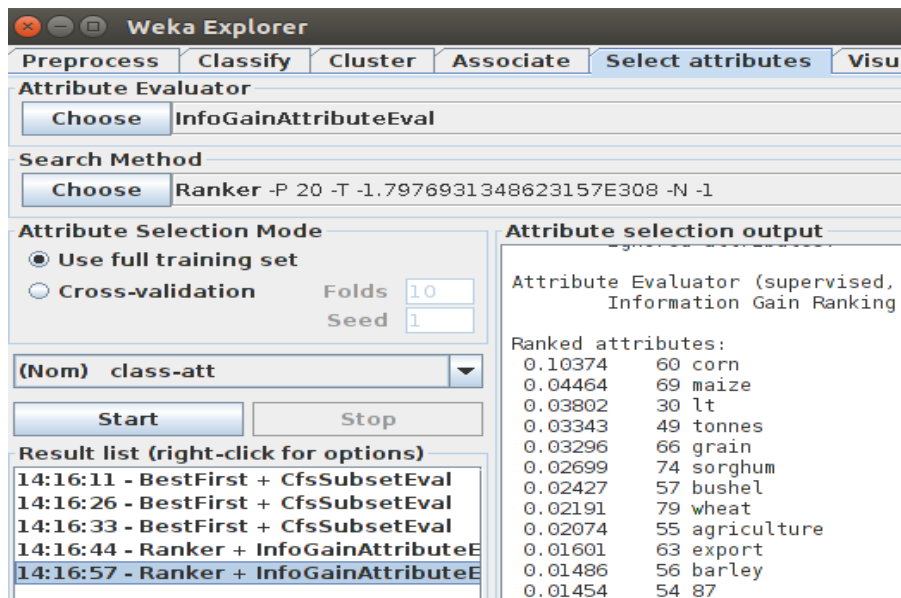 Weka Explorer
Preprocess Classify Cluster Associate Select attributes Visu
Attribute Evaluator
Choose InfoGainAttributeEval
Search Method
Choose Ranker -P 20 -T -1.7976931348623157E308 -N -1
Attribute Selection Mode
Use full training set
Cross-validation Folds 10
Seed 1
(Nom) class-att
Start Stop
Result list (right-click for options)
14:16:11 - BestFirst + CfsSubsetEval
14:16:26 - BestFirst + CfsSubsetEval
14:16:33 - BestFirst + CfsSubsetEval
14:16:44 - Ranker + InfoGainAttributeE
14:16:57 - Ranker + InfoGainAttributeE
Attribute selection output
Attribute Evaluator (supervised,
Information Gain Ranking
Ranked attributes:
0.10374 60 corn
0.04464 69 maize
0.03802 30 lt
0.03343 49 tonnes
0.03296 66 grain
0.02699 74 sorghum
0.02427 57 bushel
0.02191 79 wheat
0.02074 55 agriculture
0.01601 63 export
0.01486 56 barley
0.01454 54 87